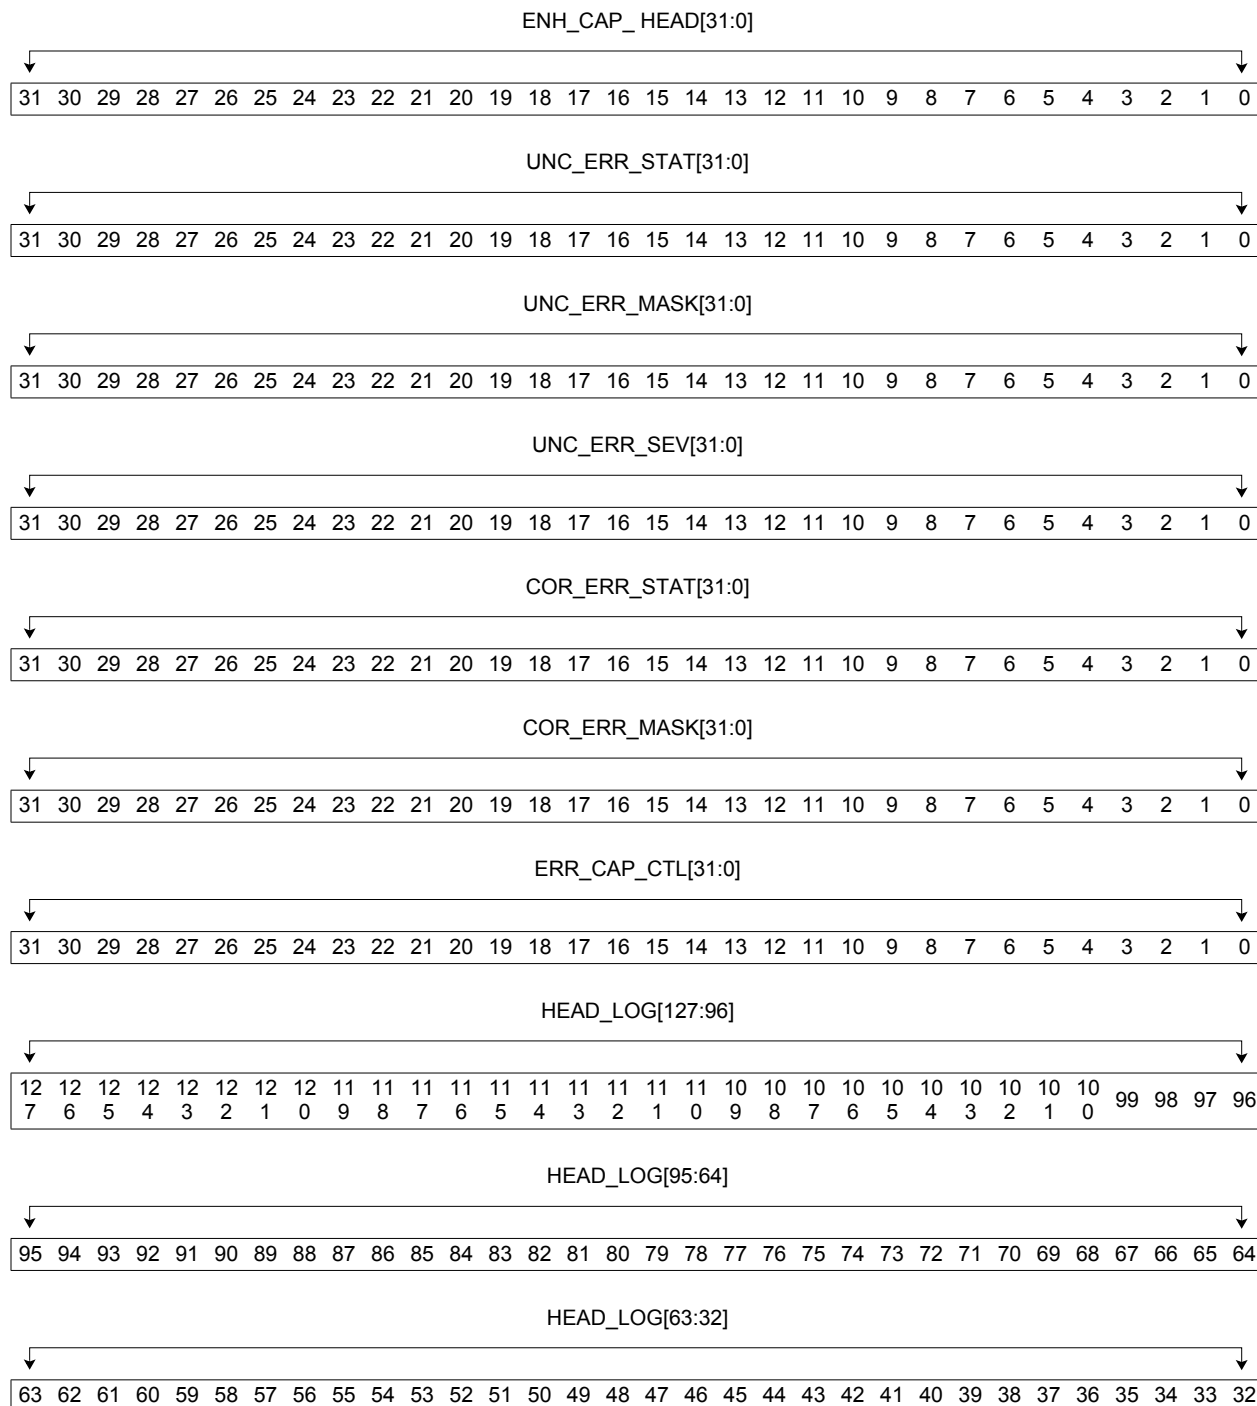 ENH_CAP_ HEAD[31:0]
31 30 29 28 27 26 25 24 23 22 21 20 19 18 17 16 15 14 13 12 11 10 9 8 7 6 5 4 3 2 1 0
UNC_ERR_STAT[31:0]
31 30 29 28 27 26 25 24 23 22 21 20 19 18 17 16 15 14 13 12 11 10 9 8 7 6 5 4 3 2 1 0
UNC_ERR_MASK[31:0]
31 30 29 28 27 26 25 24 23 22 21 20 19 18 17 16 15 14 13 12 11 10 9 8 7 6 5 4 3 2 1 0
UNC_ERR_SEV[31:0]
31 30 29 28 27 26 25 24 23 22 21 20 19 18 17 16 15 14 13 12 11 10 9 8 7 6 5 4 3 2 1 0
COR_ERR_STAT[31:0]
31 30 29 28 27 26 25 24 23 22 21 20 19 18 17 16 15 14 13 12 11 10 9 8 7 6 5 4 3 2 1 0
COR_ERR_MASK[31:0]
31 30 29 28 27 26 25 24 23 22 21 20 19 18 17 16 15 14 13 12 11 10 9 8 7 6 5 4 3 2 1 0
ERR_CAP_CTL[31:0]
31 30 29 28 27 26 25 24 23 22 21 20 19 18 17 16 15 14 13 12 11 10 9 8 7 6 5 4 3 2 1 0
HEAD_LOG[127:96]
12 12 12 12 12 12 12 12 11 11 11 11 11 11 11 11 11 11 10 10 10 10 10 10 10 10 10 10 99 98 97 96
7 6 5 4 3 2 1 0 9 8 7 6 5 4 3 2 1 0 9 8 7 6 5 4 3 2 1 0
HEAD_LOG[95:64]
95 94 93 92 91 90 89 88 87 86 85 84 83 82 81 80 79 78 77 76 75 74 73 72 71 70 69 68 67 66 65 64
HEAD_LOG[63:32]
63 62 61 60 59 58 57 56 55 54 53 52 51 50 49 48 47 46 45 44 43 42 41 40 39 38 37 36 35 34 33 32